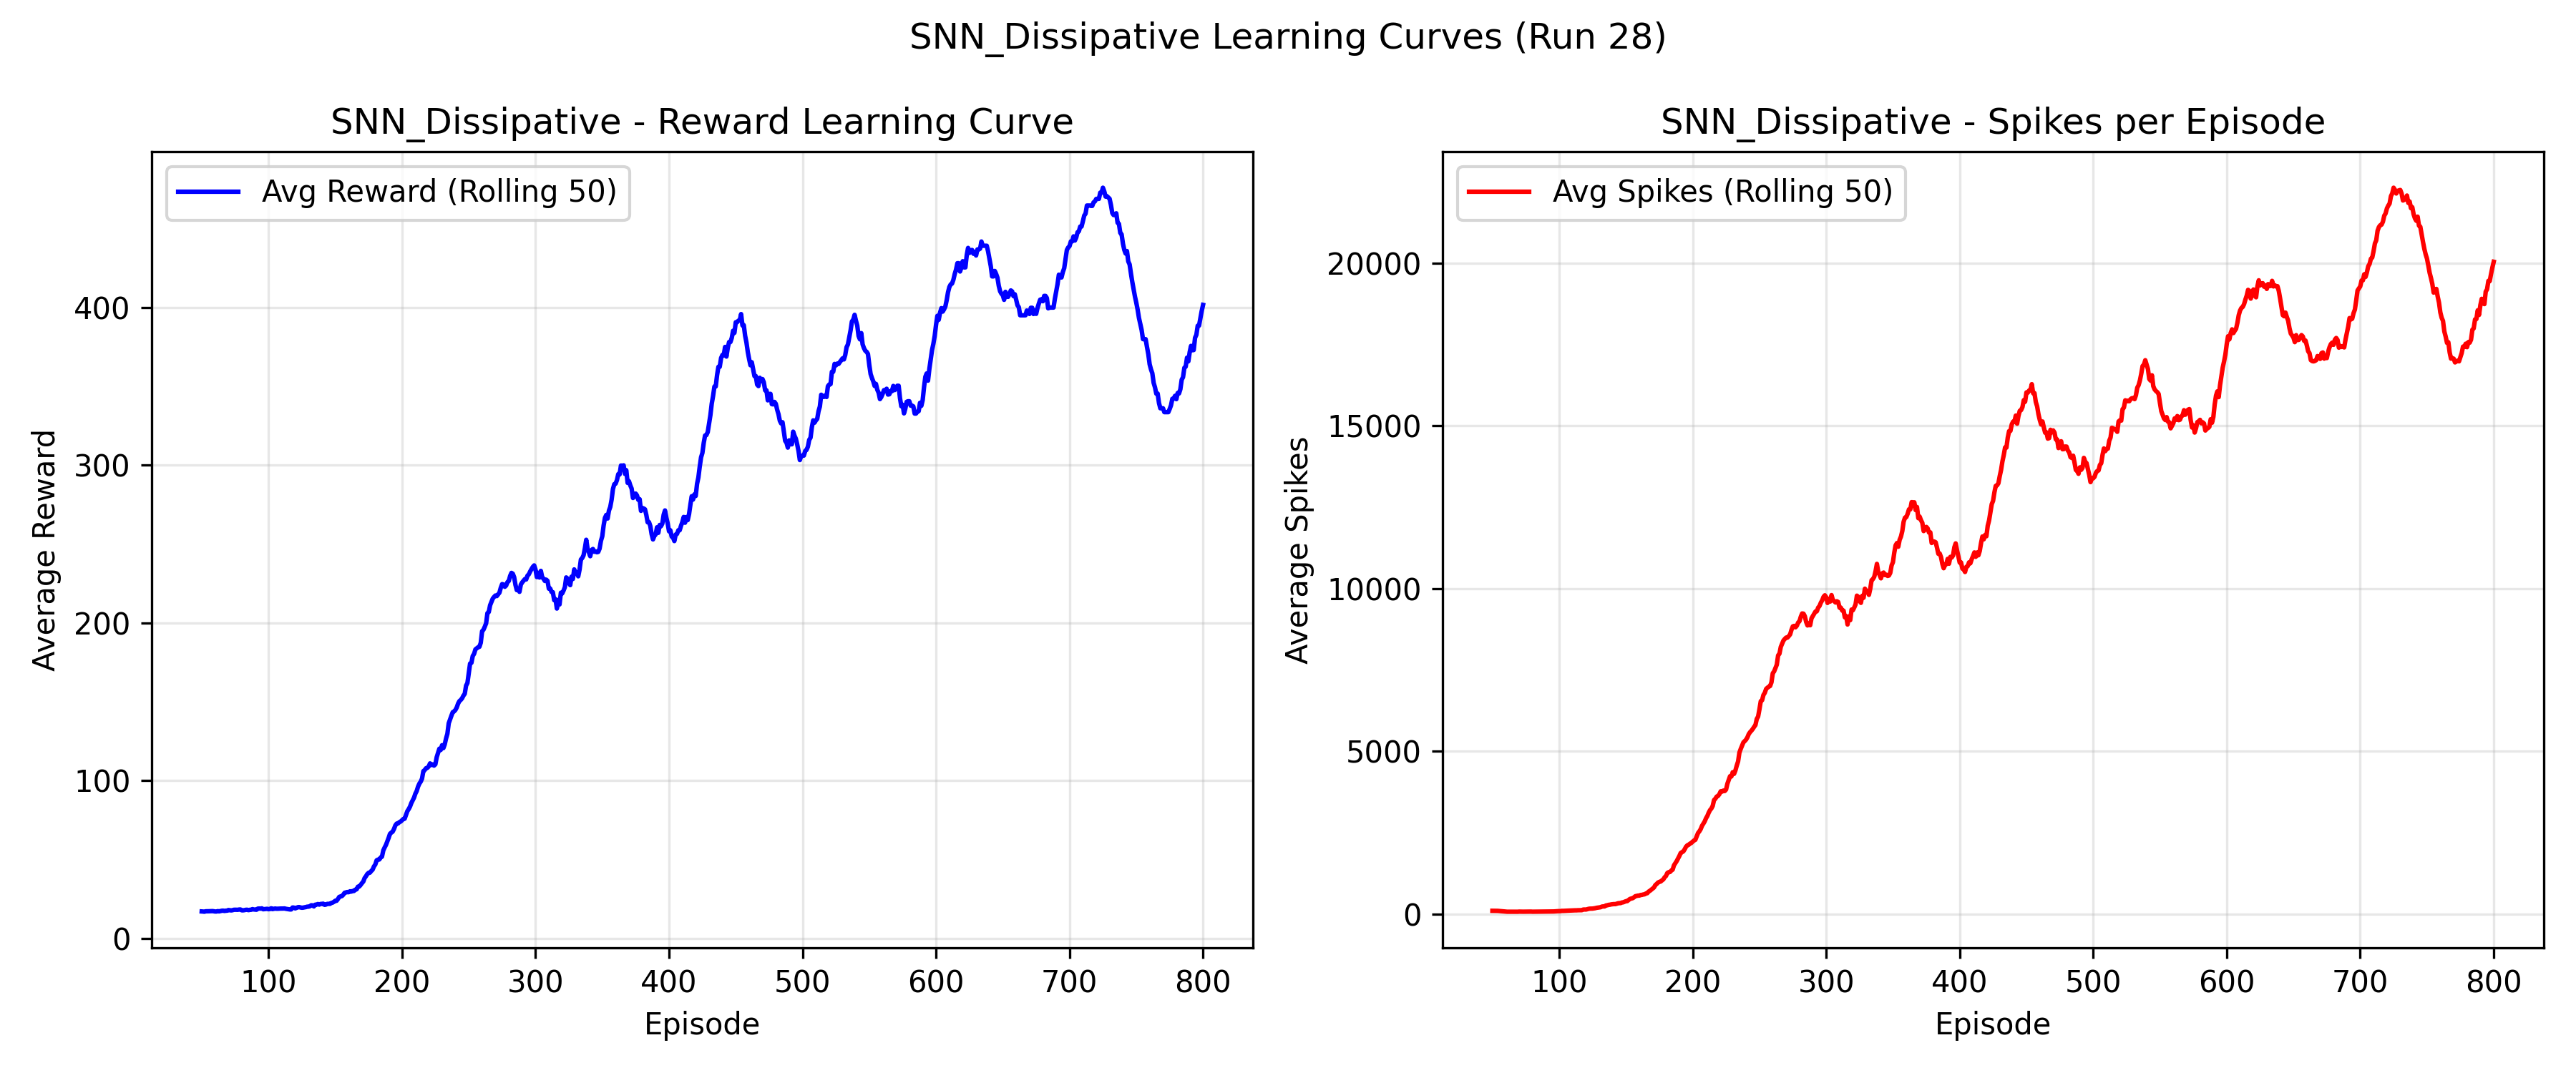 SNN_Dissipative Learning Curves (Run 28)
SNN_Dissipative - Reward Learning Curve
Avg Reward (Rolling 50)
Average Reward
400
300
200
100
0
100 200 300 400 500 600 700 800
Episode
SNN_Dissipative - Spikes per Episode
Avg Spikes (Rolling 50)
Average Spikes
20000
15000
10000
5000
0
100 200 300 400 500 600 700 800
Episode